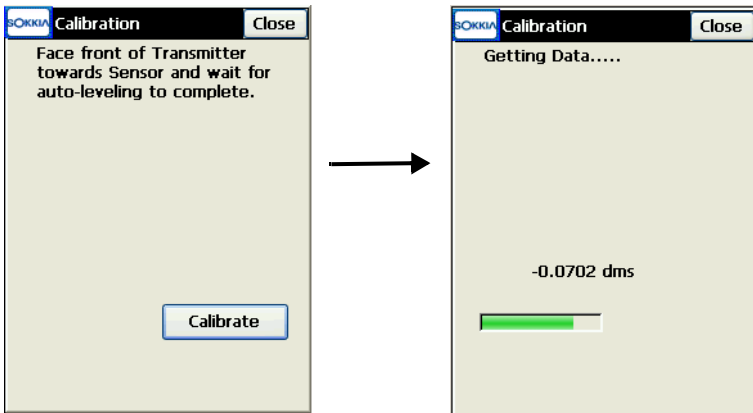 SOKKIA Calibration Close
Face front of Transmitter
towards Sensor and wait for
auto-leveling to complete.
Calibrate
SOKKIA Calibration Close
Getting Data.....
-0.0702 dms